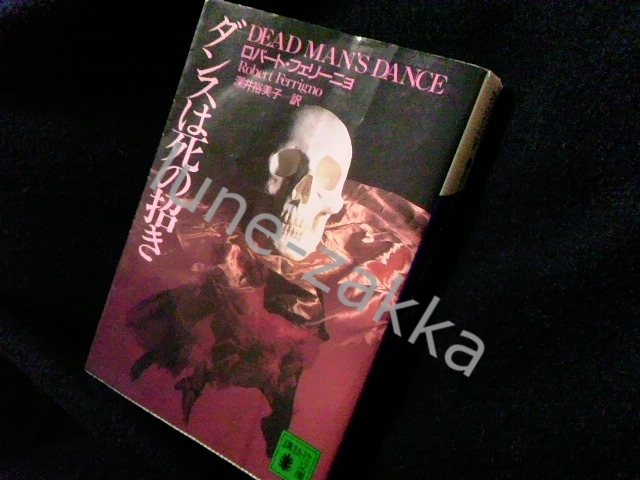 DEAD MAN'S DANCE
ロバート・フェリーニョ
Robert Ferrigno
深井裕美子 訳
ダンスは死の招き
june-zakka